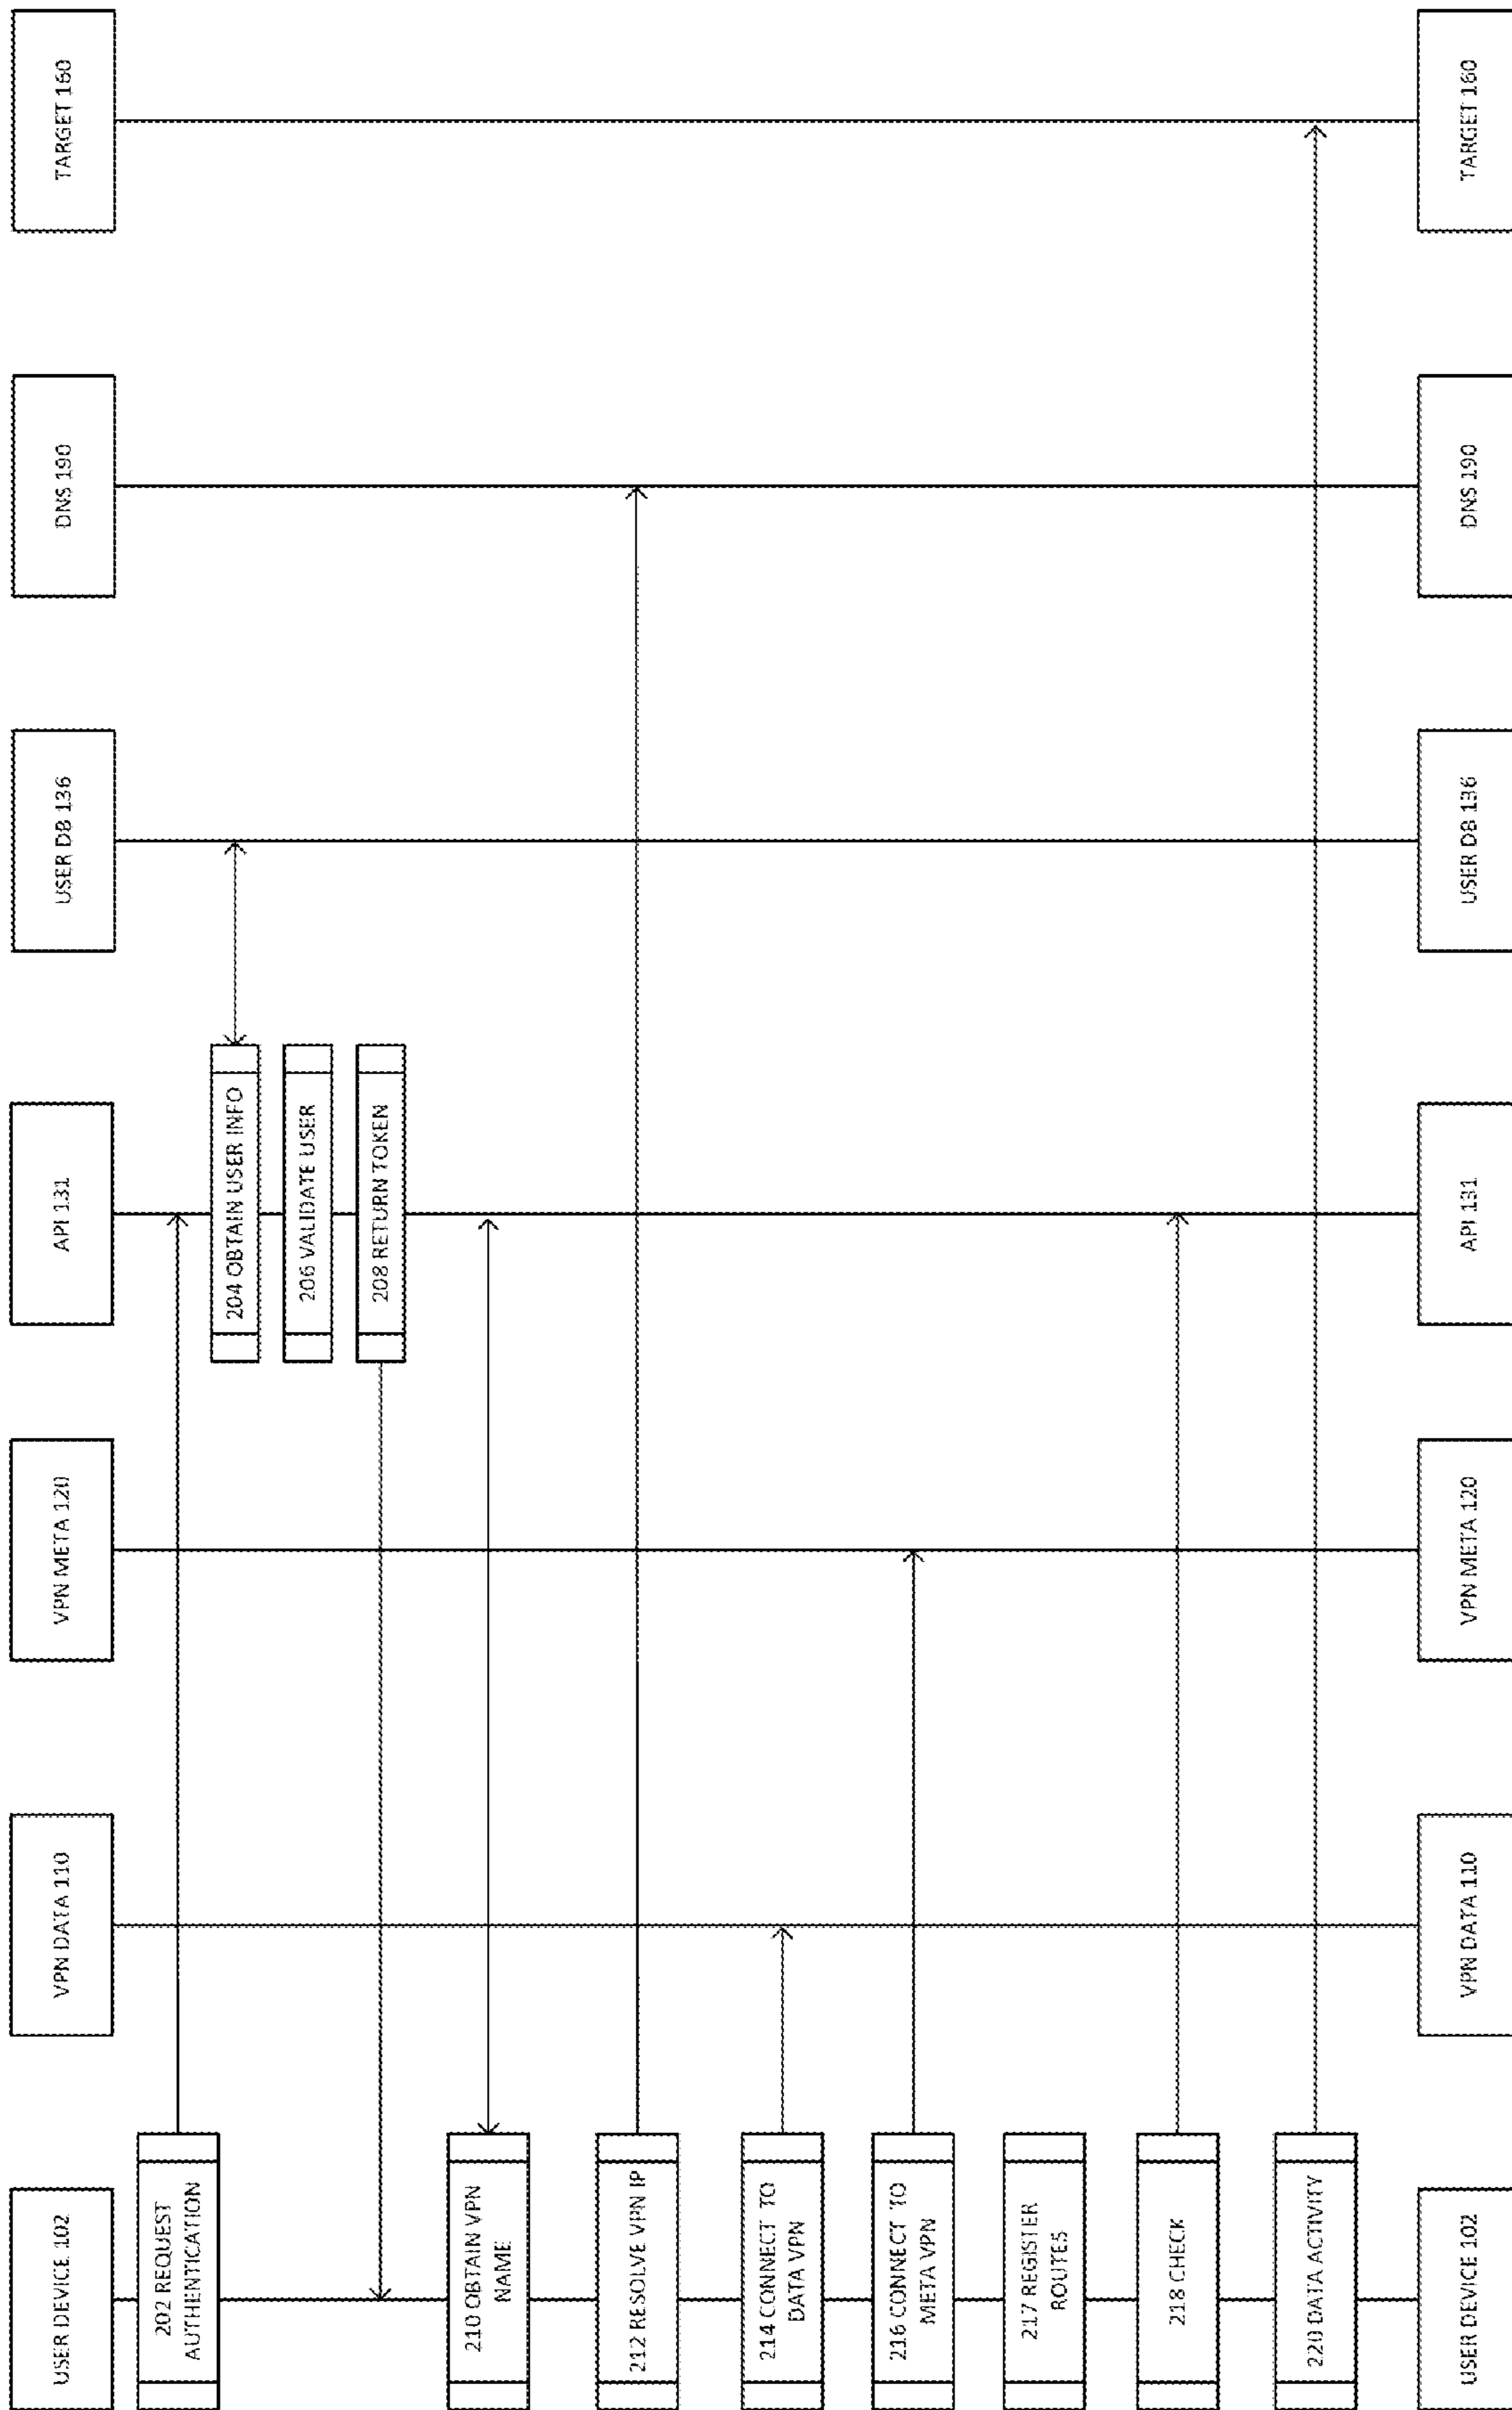 USER DEVICE 102
VPN DATA 110
VPN META 120
API 131
USER DB 136
DNS 190
TARGET 160
202 REQUEST
AUTHENTICATION
204 OBTAIN USER INFO
206 VALIDATE USER
208 RETURN TOKEN
210 OBTAIN VPN
NAME
212 RESOLVE VPN IP
214 CONNECT TO
DATA VPN
216 CONNECT TO
META VPN
217 REGISTER
ROUTES
218 CHECK
220 DATA ACTIVITY
USER DEVICE 102
VPN DATA 110
VPN META 120
API 131
USER DB 136
DNS 190
TARGET 160